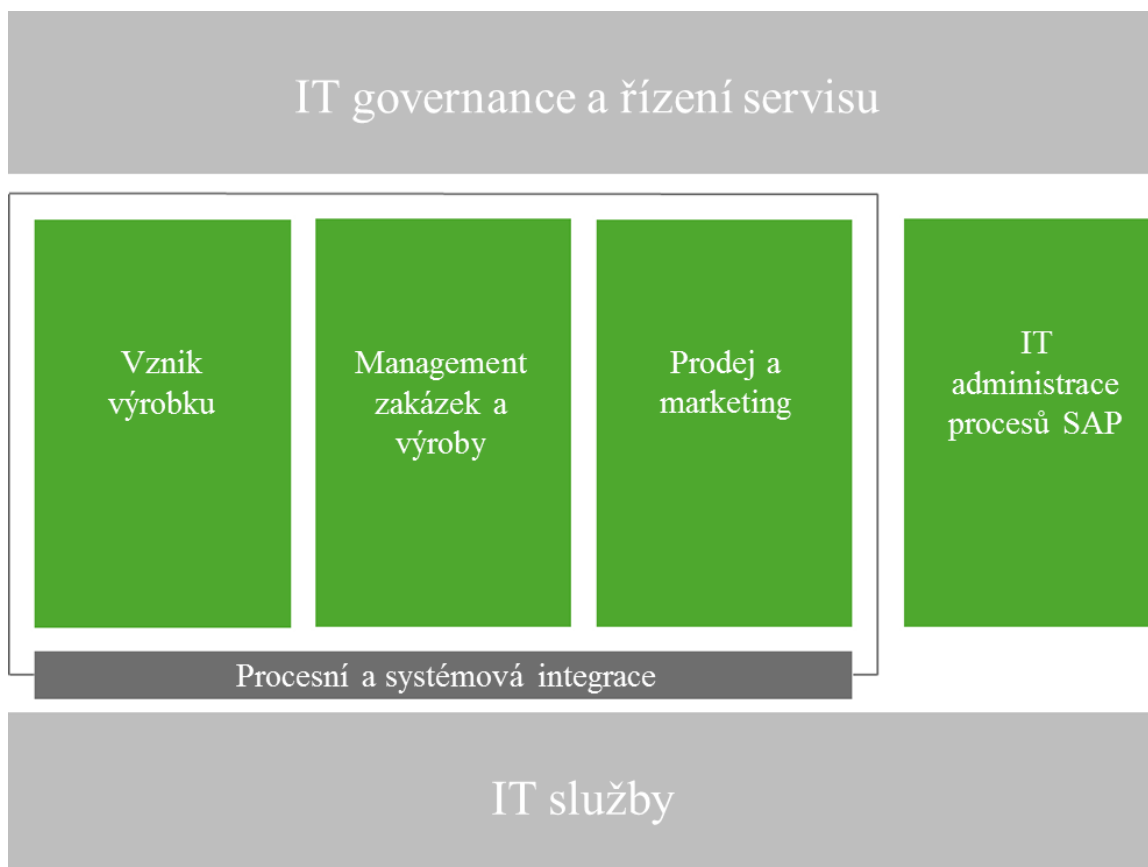 IT governance a řízení servisu
Vznik
výrobku
Management
zakázek a
výroby
Prodej a
marketing
IT
administrace
procesů SAP
Procesní a systémová integrace
IT služby